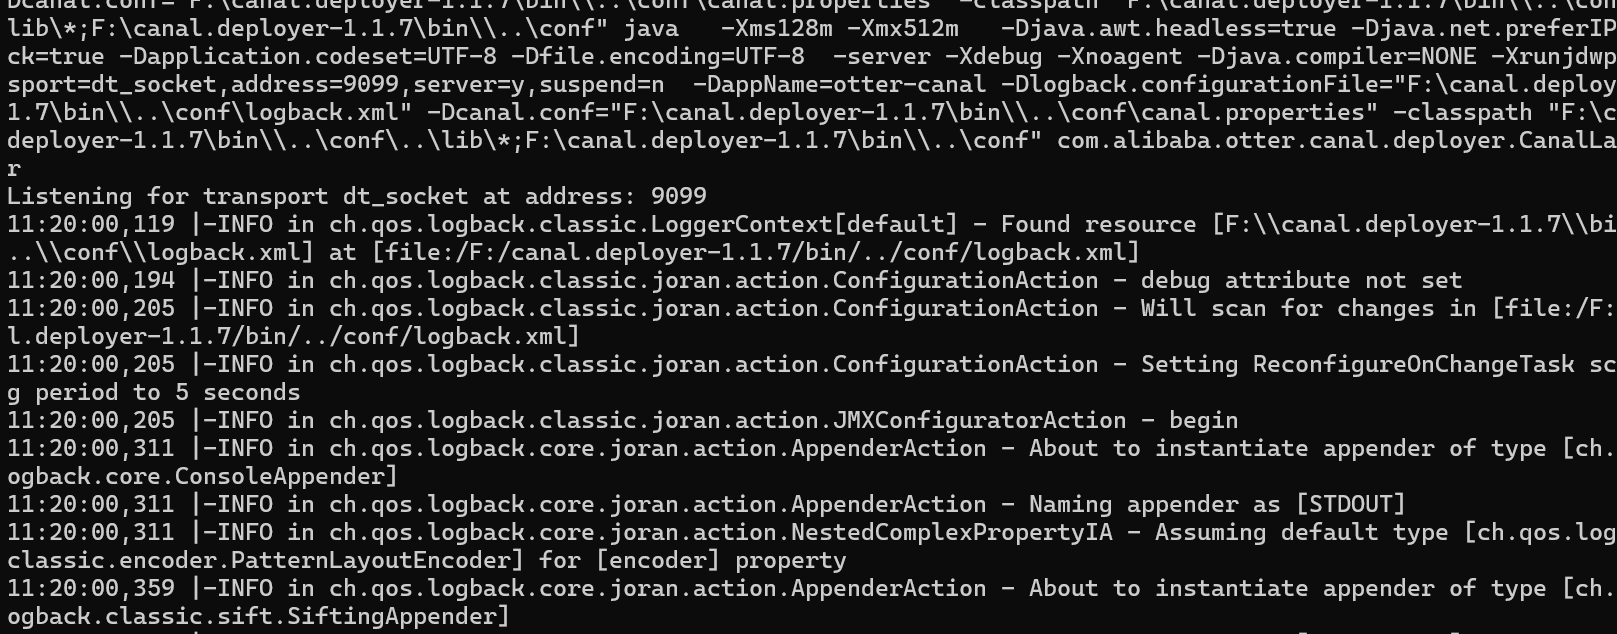 Dcanal.conf="F:\canal.deployer-1.1.7\bin\\..\conf\canal.properties" -classpath "F:\canal.deployer-1.1.7\bin\\..\con
lib\*;F:\canal.deployer-1.1.7\bin\\..\conf" java   -Xms128m -Xmx512m   -Djava.awt.headless=true -Djava.net.preferIP
ck=true -Dapplication.codeset=UTF-8 -Dfile.encoding=UTF-8  -server -Xdebug -Xnoagent -Djava.compiler=NONE -Xrunjdwp
sport=dt_socket,address=9099,server=y,suspend=n  -DappName=otter-canal -Dlogback.configurationFile="F:\canal.deploy
1.7\bin\\..\conf\logback.xml" -Dcanal.conf="F:\canal.deployer-1.1.7\bin\\..\conf\canal.properties" -classpath "F:\c
deployer-1.1.7\bin\\..\conf\..\lib\*;F:\canal.deployer-1.1.7\bin\\..\conf" com.alibaba.otter.canal.deployer.CanalLa
r
Listening for transport dt_socket at address: 9099
11:20:00,119 |-INFO in ch.qos.logback.classic.LoggerContext[default] - Found resource [F:\\canal.deployer-1.1.7\\bi
..\\conf\\logback.xml] at [file:/F:/canal.deployer-1.1.7/bin/../conf/logback.xml]
11:20:00,194 |-INFO in ch.qos.logback.classic.joran.action.ConfigurationAction - debug attribute not set
11:20:00,205 |-INFO in ch.qos.logback.classic.joran.action.ConfigurationAction - Will scan for changes in [file:/F:
l.deployer-1.1.7/bin/../conf/logback.xml]
11:20:00,205 |-INFO in ch.qos.logback.classic.joran.action.ConfigurationAction - Setting ReconfigureOnChangeTask sc
g period to 5 seconds
11:20:00,205 |-INFO in ch.qos.logback.classic.joran.action.JMXConfiguratorAction - begin
11:20:00,311 |-INFO in ch.qos.logback.core.joran.action.AppenderAction - About to instantiate appender of type [ch.
ogback.core.ConsoleAppender]
11:20:00,311 |-INFO in ch.qos.logback.core.joran.action.AppenderAction - Naming appender as [STDOUT]
11:20:00,311 |-INFO in ch.qos.logback.core.joran.action.NestedComplexPropertyIA - Assuming default type [ch.qos.log
classic.encoder.PatternLayoutEncoder] for [encoder] property
11:20:00,359 |-INFO in ch.qos.logback.core.joran.action.AppenderAction - About to instantiate appender of type [ch.
ogback.classic.sift.SiftingAppender]